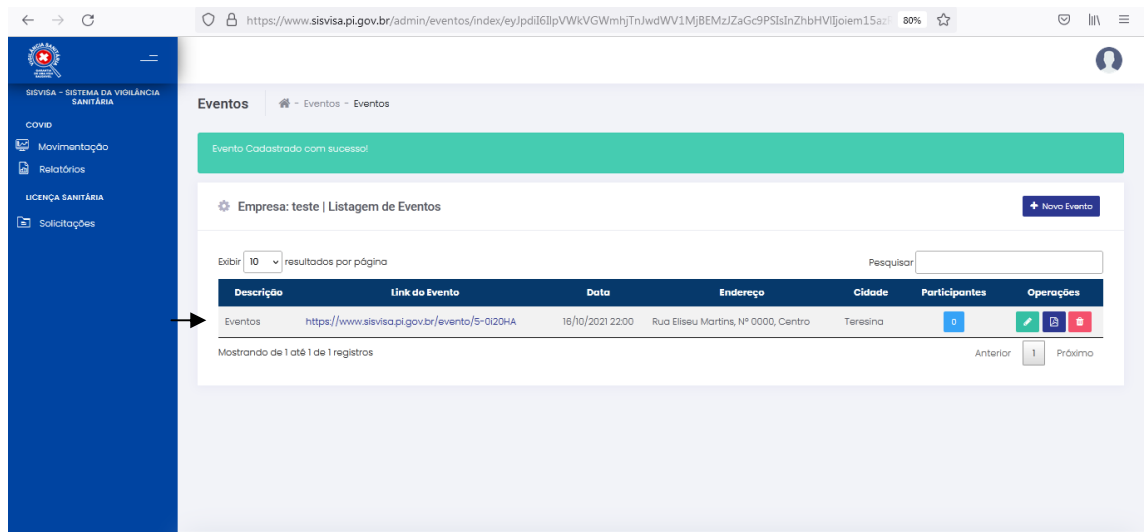 https://www.sisvisa.pi.gov.br/admin/eventos/index/eyJpdiI6IlpVWkVGWmhjTnJwdWV1MjBEMzJZaGc9PSIsInZhbHVlIjoiem15azl
80%
SISVISA - SISTEMA DA VIGILÂNCIA
SANITÁRIA
COVID
Movimentação
Relatórios
LICENÇA SANITÁRIA
Solicitações
Eventos
- Eventos - Eventos
Evento Cadastrado com sucesso!
Empresa: teste | Listagem de Eventos
+ Novo Evento
Exibir 10 resultados por página
Pesquisar
Descrição Link do Evento Data Endereço Cidade Participantes Operações
Eventos https://www.sisvisa.pi.gov.br/evento/5-0i20HA 16/10/2021 22:00 Rua Eliseu Martins, Nº 0000, Centro Teresina 0
Mostrando de 1 até 1 de 1 registros
Anterior 1 Próximo